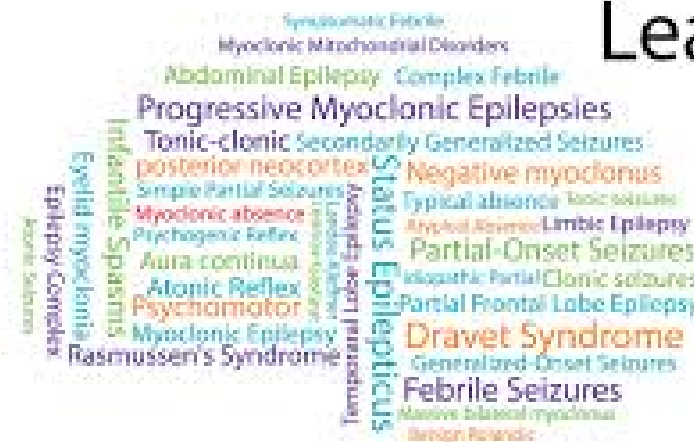 Lea
Symptomatic Febrile
Myoclonic Mitochondrial Disorders
Abdominal Epilepsy
Complex Febrile
Progressive Myoclonic Epilepsies
Tonic-clonic
Secondarily Generalized Seizures
posterior neocortex
Simple Partial Seizures
Myoclonic absence
Psychogenic Reflex
Aura continua
Atonic Reflex
Psychomotor
Myoclonic Epilepsy
Rasmussen's Syndrome
Infantile Spasms
Eyelid myoclonia
Epilepsy-Complex
Atonic Seizures
Temporal Lobe Epilepsy
Status Epilepticus
Negative myoclonus
Typical absence
Tonic seizures
Atypical Absence
Limbic Epilepsy
Partial-Onset Seizures
Idiopathic Partial
Clonic seizures
Partial Frontal Lobe Epilepsy
Dravet Syndrome
Generalized-Onset Seizures
Febrile Seizures
Massive bilateral myoclonus
Benign